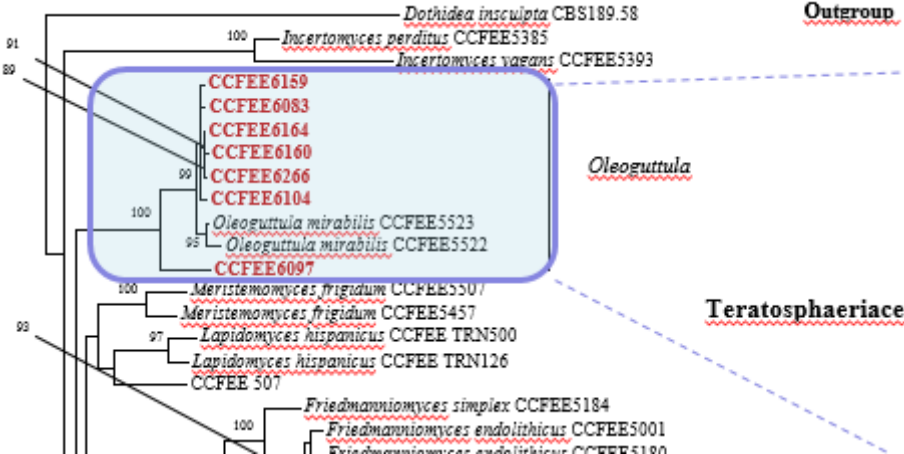 Dothidea insculpta CBS189.58
Outgroup
100
Incertomyces perditus CCFEE5385
91
Incertomyces vagans CCFEE5393
89
CCFEE6159
CCFEE6083
CCFEE6164
CCFEE6160
Oleoguttula
99
CCFEE6266
CCFEE6104
100
Oleoguttula mirabilis CCFEE5523
95
Oleoguttula mirabilis CCFEE5522
CCFEE6097
100
Meristemomyces frigidum CCFEE5507
Meristemomyces frigidum CCFEE5457
Teratosphaeriace
93
97
Lapidomyces hispanicus CCFEE TRN500
Lapidomyces hispanicus CCFEE TRN126
CCFEE 507
Friedmanniomyces simplex CCFEE5184
100
Friedmanniomyces endolithicus CCFEE5001
Friedmanniomyces endolithicus CCFEE5180